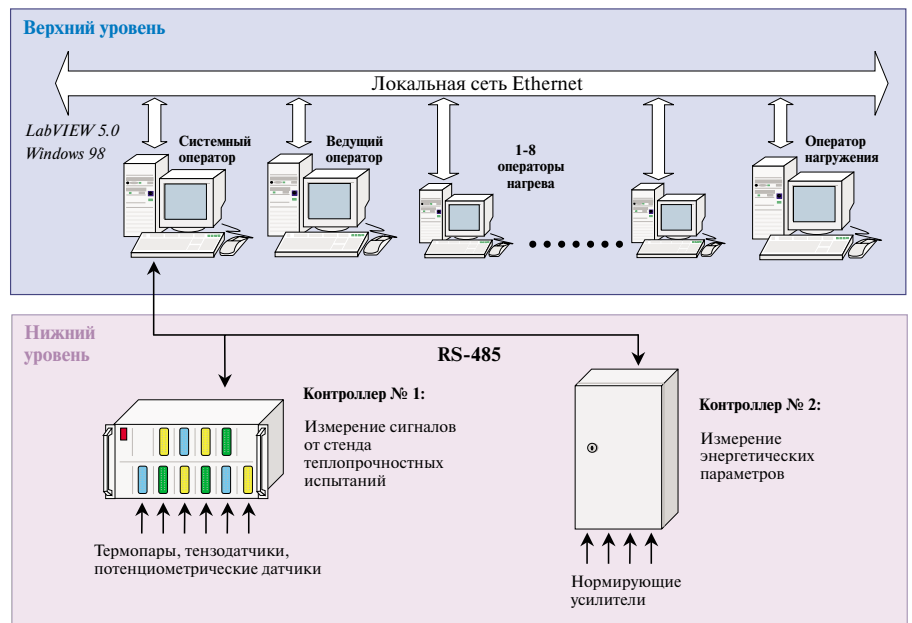 Верхний уровень
Локальная сеть Ethernet
LabVIEW 5.0
Windows 98
Системный
оператор
Ведущий
оператор
1-8
операторы
нагрева
Оператор
нагружения
Нижний
уровень
RS-485
Контроллер № 1:
Измерение сигналов
от стенда
теплопрочностных
испытаний
Контроллер № 2:
Измерение
энергетических
параметров
Термопары, тензодатчики,
потенциометрические датчики
Нормирующие
усилители